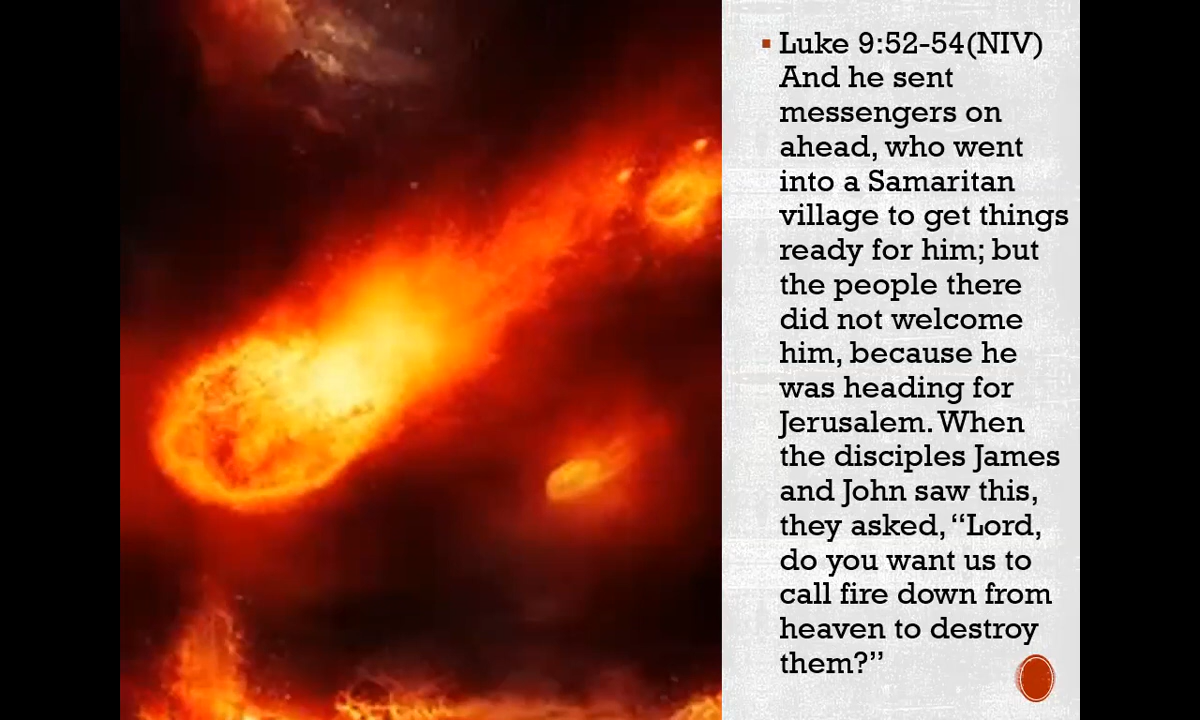 Luke 9:52-54(NIV)
And he sent
messengers on
ahead, who went
into a Samaritan
village to get things
ready for him; but
the people there
did not welcome
him, because he
was heading for
Jerusalem. When
the disciples James
and John saw this,
they asked, “Lord,
do you want us to
call fire down from
heaven to destroy
them?”